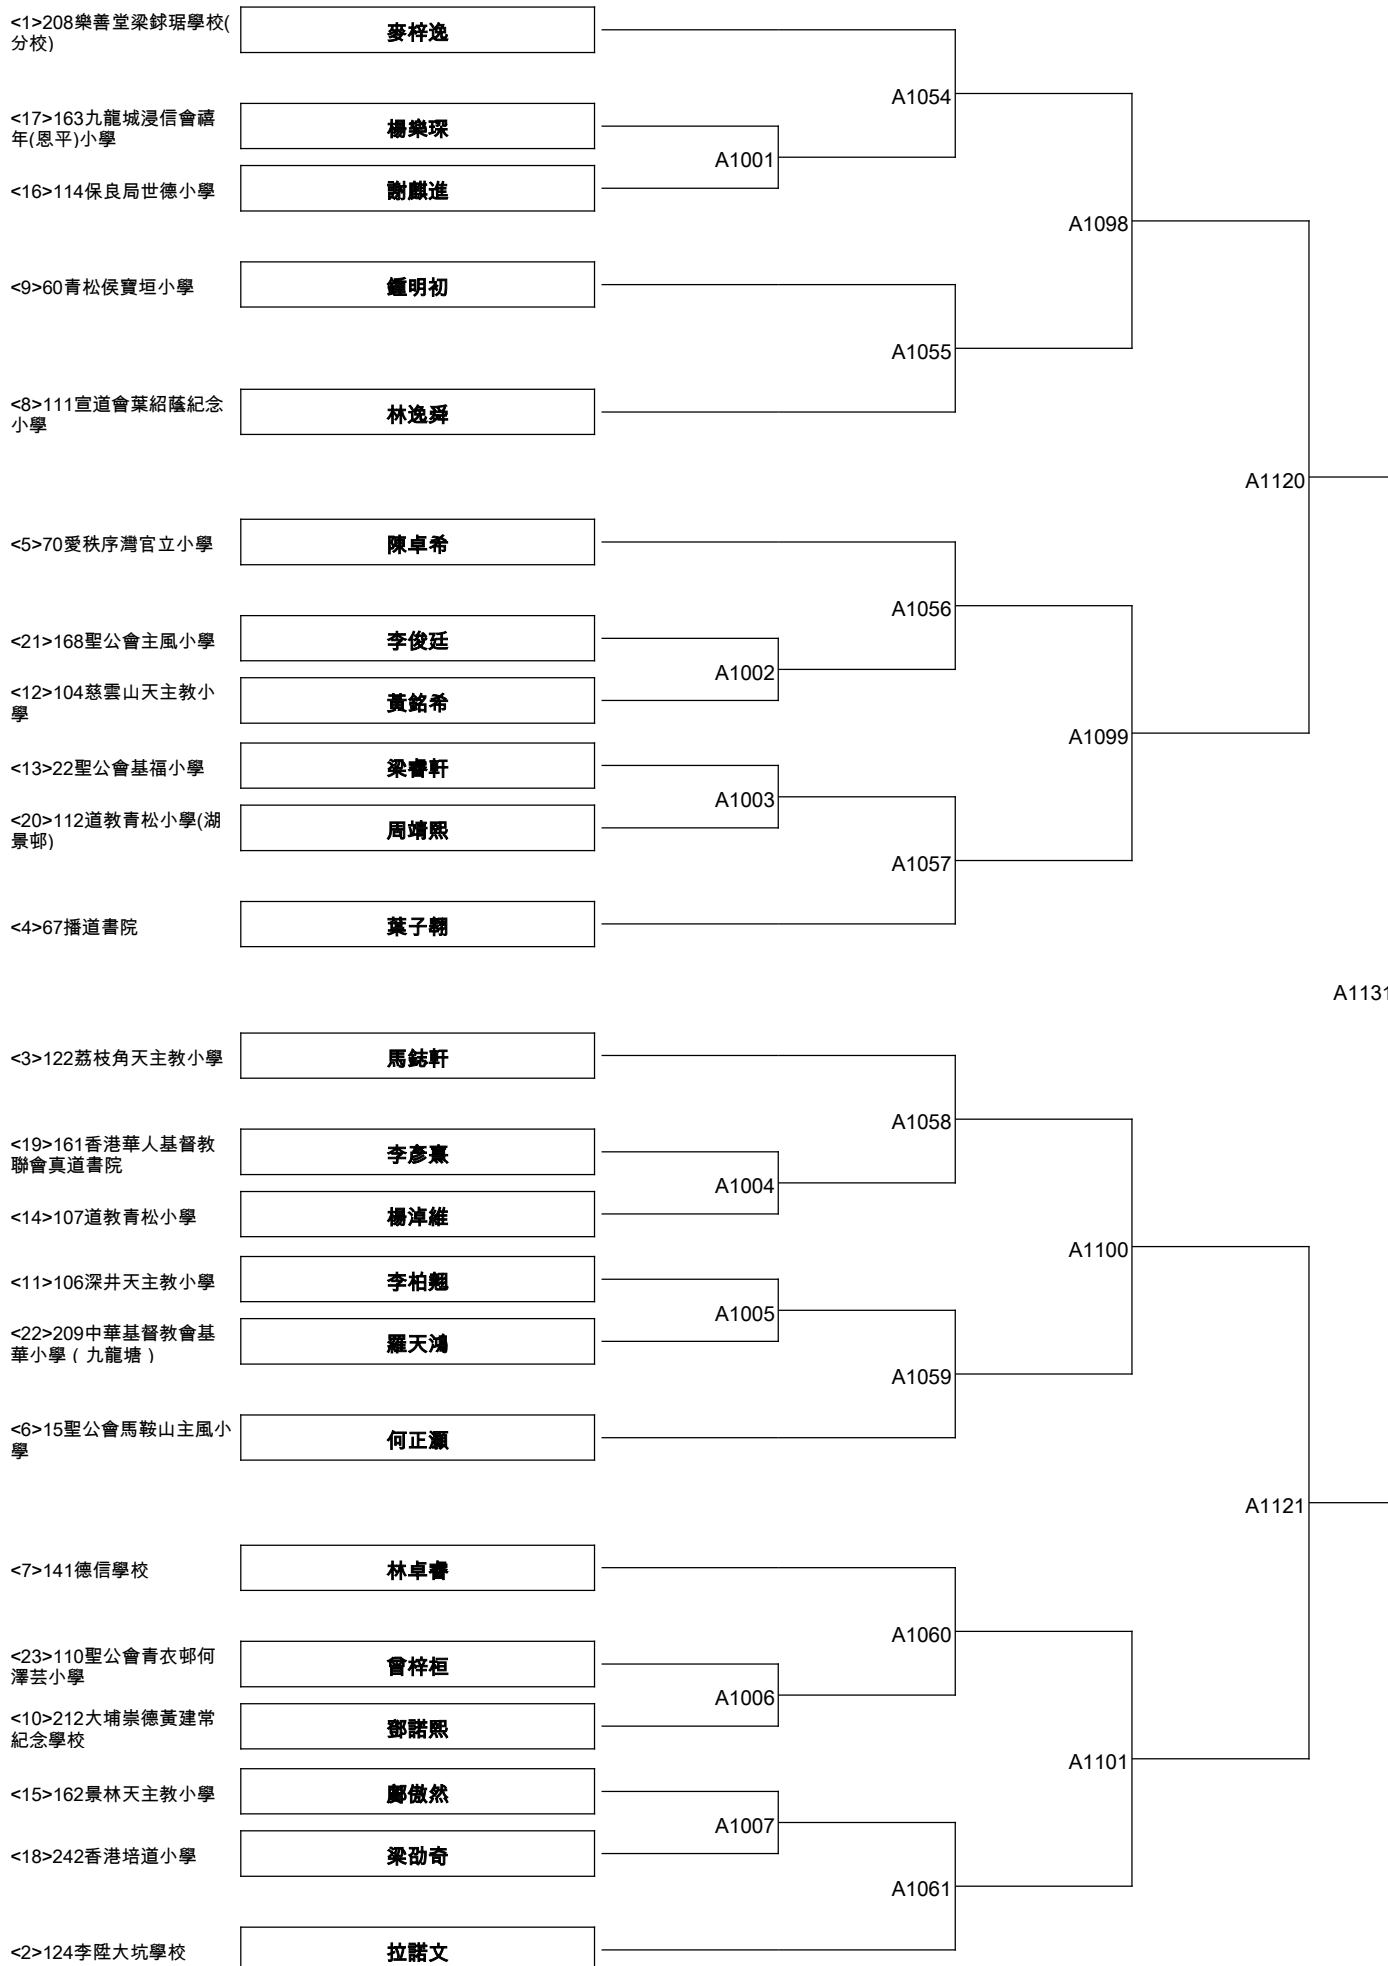 <1>208樂善堂梁銶琚學校(
分校)
麥梓逸
A1054
<17>163九龍城浸信會禧
年(恩平)小學
楊樂琛
A1001
<16>114保良局世德小學
謝麒進
A1098
<9>60青松侯寶垣小學
鍾明初
A1055
<8>111宣道會葉紹蔭紀念
小學
林逸舜
A1120
<5>70愛秩序灣官立小學
陳卓希
A1056
<21>168聖公會主風小學
李俊廷
A1002
<12>104慈雲山天主教小
學
黃銘希
A1099
<13>22聖公會基福小學
梁睿軒
A1003
<20>112道教青松小學(湖
景邨)
周靖熙
A1057
<4>67播道書院
葉子翱
A1131
<3>122荔枝角天主教小學
馬鋕軒
A1058
<19>161香港華人基督教
聯會真道書院
李彥熹
A1004
<14>107道教青松小學
楊淖維
A1100
<11>106深井天主教小學
李柏翹
A1005
<22>209中華基督教會基
華小學（九龍塘）
羅天鴻
A1059
<6>15聖公會馬鞍山主風小
學
何正灝
A1121
<7>141德信學校
林卓睿
A1060
<23>110聖公會青衣邨何
澤芸小學
曾梓桓
A1006
<10>212大埔崇德黃建常
紀念學校
鄧諾熙
A1101
<15>162景林天主教小學
鄺傲然
A1007
<18>242香港培道小學
梁劭奇
A1061
<2>124李陞大坑學校
拉諾文